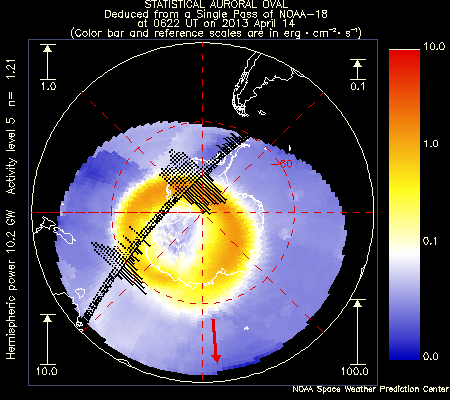 STATISTICAL AURORAL OVAL
Deduced from a Single Pass of NOAA-18
at 0622 UT on 2013 April 14
(Color bar and reference scales are in erg · cm⁻² · s⁻¹)
Hemispheric power 10.2 GW Activity level 5 n= 1.21
1.0
0.1
10.0
100.0
-60
10.0
1.0
0.1
0.0
NOAA Space Weather Prediction Center